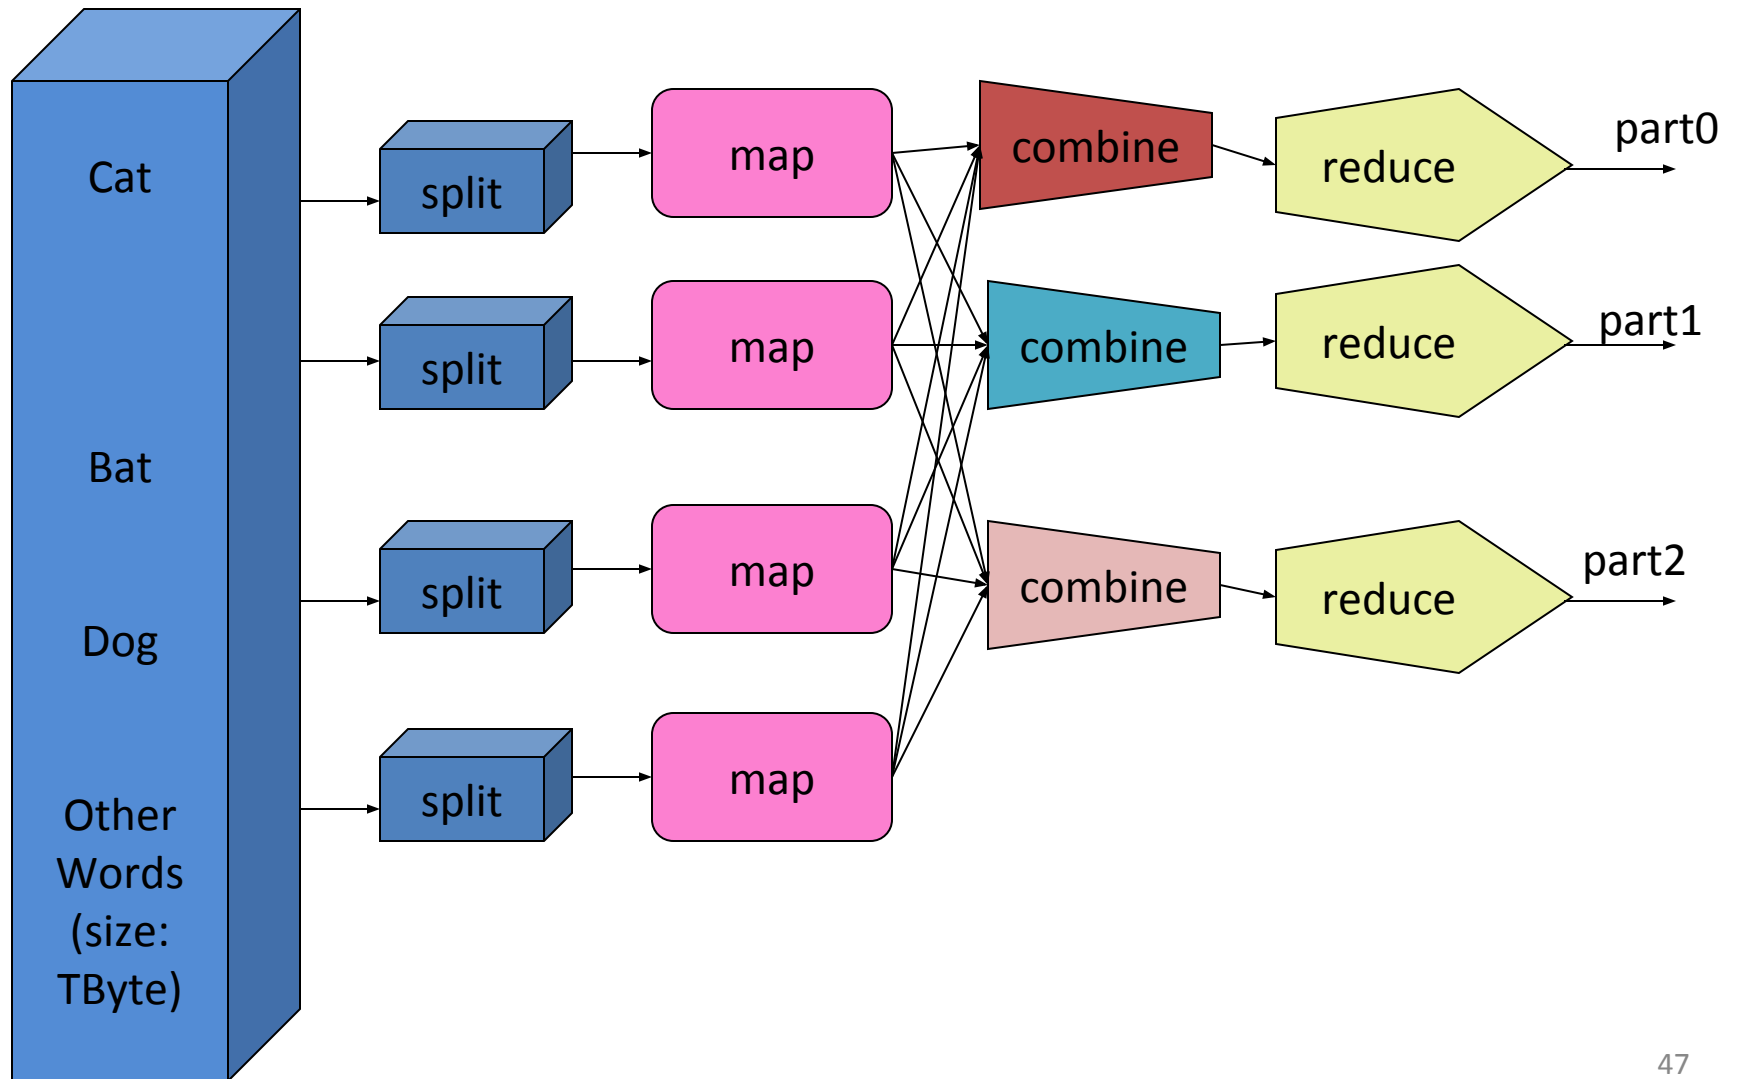 Cat
Bat
Dog
Other
Words
(size:
TByte)
split
split
split
split
map
map
map
map
combine
combine
combine
reduce
reduce
reduce
part0
part1
part2
47